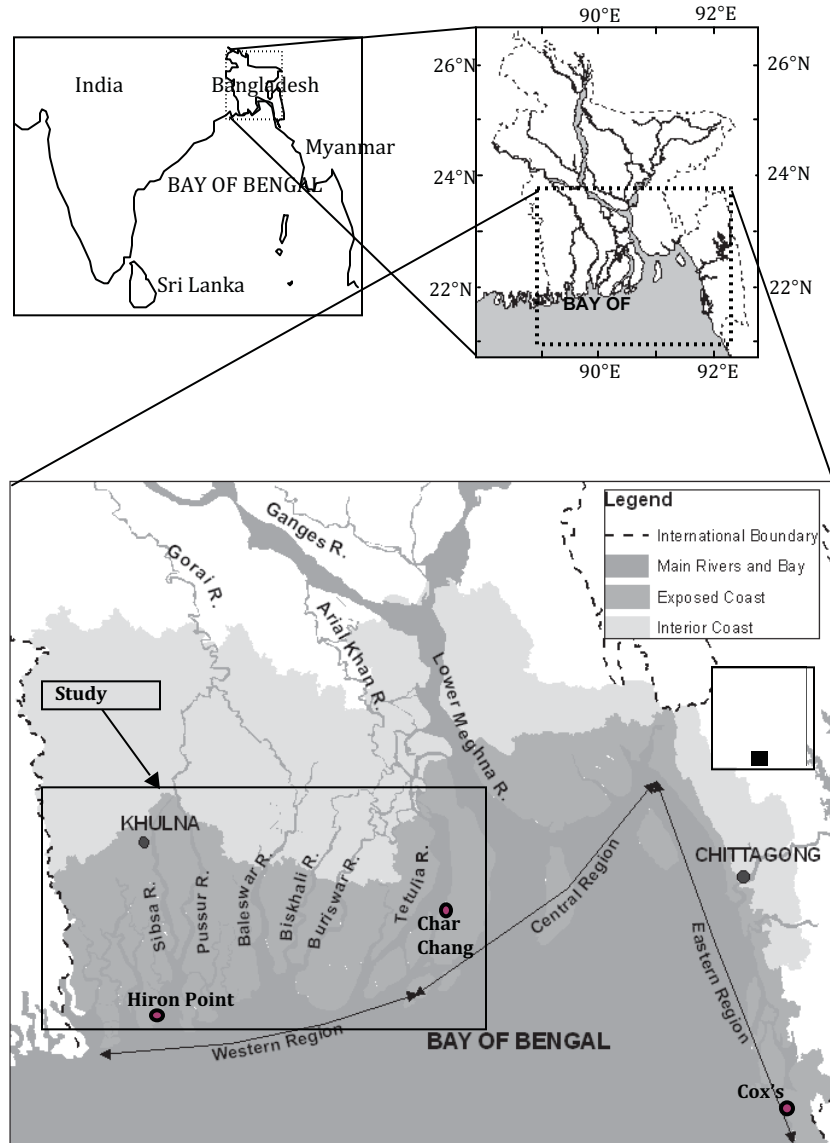 90°E
92°E
26°N
26°N
India
Bangladesh
Myanmar
24°N
24°N
BAY OF BENGAL
Sri Lanka
22°N
22°N
BAY OF
90°E
92°E
Legend
International Boundary
Main Rivers and Bay
Exposed Coast
Interior Coast
Ganges R.
Gorai R.
Arial Khan R.
Lower Meghna R.
Study
KHULNA
CHITTAGONG
Sibsa R.
Pussur R.
Baleswar R.
Biskhali R.
Buriswar R.
Tetulia R.
Char
Chang
Central Region
Eastern Region
Hiron Point
Western Region
BAY OF BENGAL
Cox's